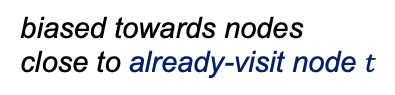 biased towards nodes
close to already-visit node t